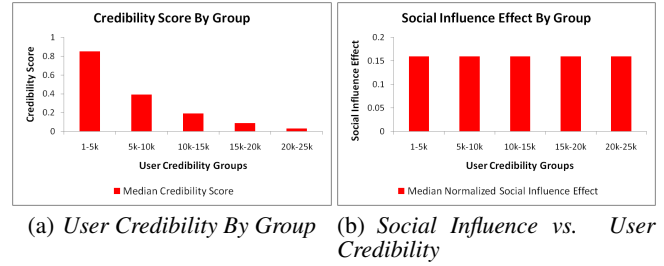 Credibility Score By Group
Credibility Score
1
0.8
0.6
0.4
0.2
0
1-5k 5k-10k 10k-15k 15k-20k 20k-25k
User Credibility Groups
Median Credibility Score
Social Influence Effect By Group
Social Influence Effect
0.2
0.15
0.1
0.05
0
1-5k 5k-10k 10k-15k 15k-20k 20k-25k
User Credibility Groups
Median Normalized Social Influence Effect
(a) User Credibility By Group
(b) Social Influence vs. User
Credibility